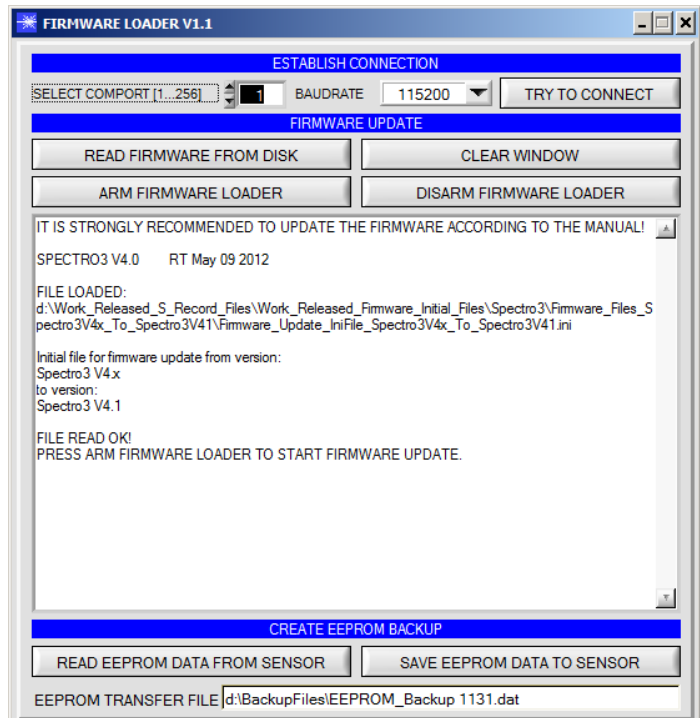 FIRMWARE LOADER V1.1
ESTABLISH CONNECTION
SELECT COMPORT [1...256] 1 BAUDRATE 115200 TRY TO CONNECT
FIRMWARE UPDATE
READ FIRMWARE FROM DISK CLEAR WINDOW
ARM FIRMWARE LOADER DISARM FIRMWARE LOADER
IT IS STRONGLY RECOMMENDED TO UPDATE THE FIRMWARE ACCORDING TO THE MANUAL!
SPECTRO3 V4.0 RT May 09 2012
FILE LOADED:
d:\Work_Released_S_Record_Files\Work_Released_Firmware_Initial_Files\Spectro3\Firmware_Files_S
pectro3V4x_To_Spectro3V41\Firmware_Update_IniFile_Spectro3V4x_To_Spectro3V41.ini
Initial file for firmware update from version:
Spectro3 V4.x
to version:
Spectro3 V4.1
FILE READ OK!
PRESS ARM FIRMWARE LOADER TO START FIRMWARE UPDATE.
CREATE EEPROM BACKUP
READ EEPROM DATA FROM SENSOR SAVE EEPROM DATA TO SENSOR
EEPROM TRANSFER FILE d:\BackupFiles\EEPROM_Backup 1131.dat